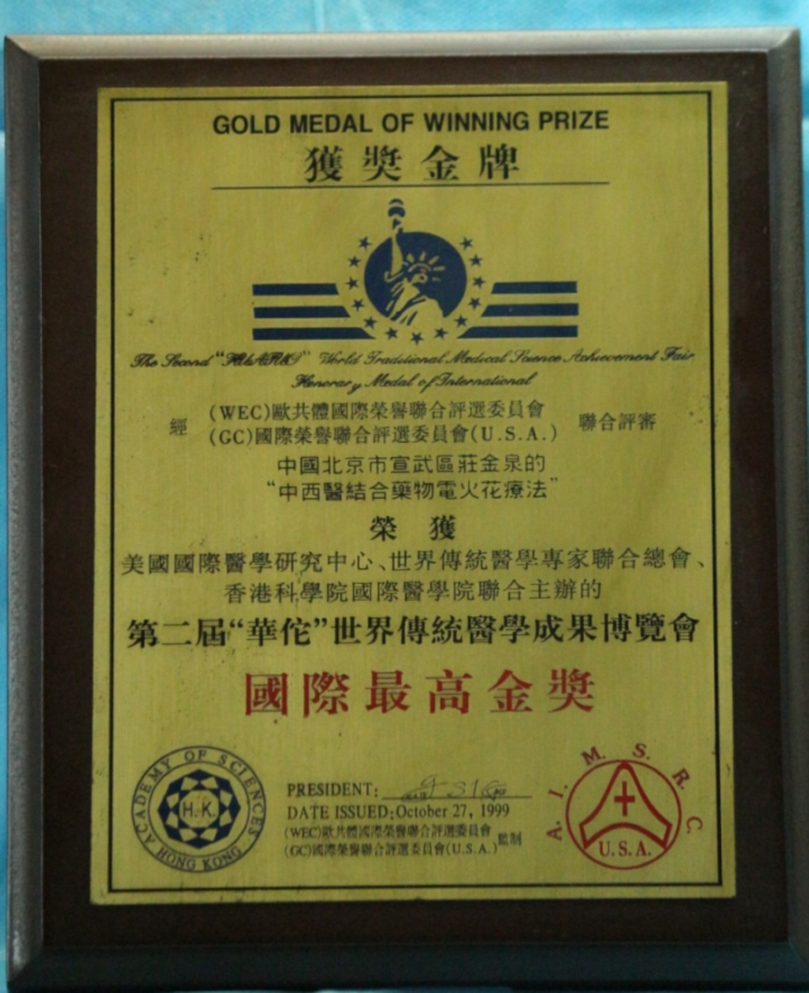 GOLD MEDAL OF WINNING PRIZE
獲獎金牌
The Second "HUARTO" World Traditional Medical Science Achievement Fair
Honorary Medal of International
經 (WEC)歐共體國際榮譽聯合評選委員會
(GC)國際榮譽聯合評選委員會(U.S.A.) 聯合評審
中國北京市宣武區莊金泉的
“中西醫結合藥物電火花療法”
榮獲
美國國際醫學研究中心、世界傳統醫學專家聯合總會、
香港科學院國際醫學院聯合主辦的
第二屆“華佗”世界傳統醫學成果博覽會
國際最高金獎
ACADEMY OF SCIENCES
H.K.
HONG KONG
PRESIDENT:
DATE ISSUED:October 27, 1999
(WEC)歐共體國際榮譽聯合評選委員會
(GC)國際榮譽聯合評選委員會(U.S.A.) 監制
A. I. M. S. R. C.
U.S.A.